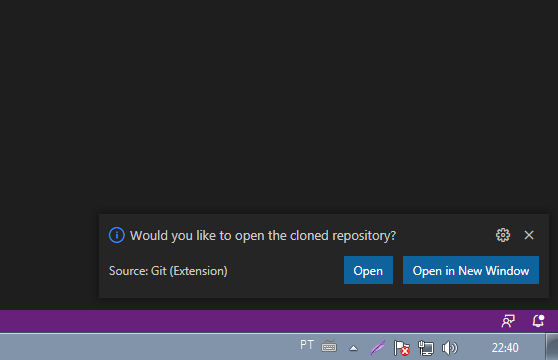 Would you like to open the cloned repository?
Source: Git (Extension)
Open
Open in New Window
PT
22:40